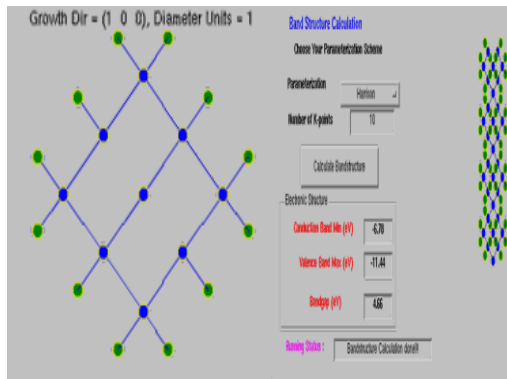 Growth Dir = (1 0 0), Diameter Units = 1
Band Structure Calculation
Choose Your Parameterization Scheme
Parameterization
Harrison
Number of K-points
10
Calculate Bandstructure
Electronic Structure
Conduction Band Min (eV)
-6.78
Valence Band Max (eV)
-11.44
Bandgap (eV)
4.66
Running Status :
Bandstructure Calculation done!!